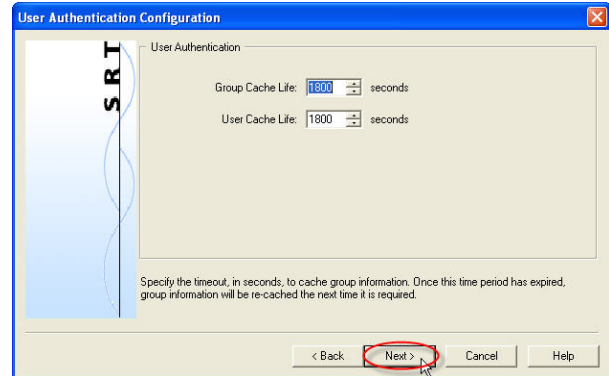 User Authentication Configuration
SRT
User Authentication
Group Cache Life: 1800 seconds
User Cache Life: 1800 seconds
Specify the timeout, in seconds, to cache group information. Once this time period has expired,
group information will be re-cached the next time it is required.
< Back Next > Cancel Help